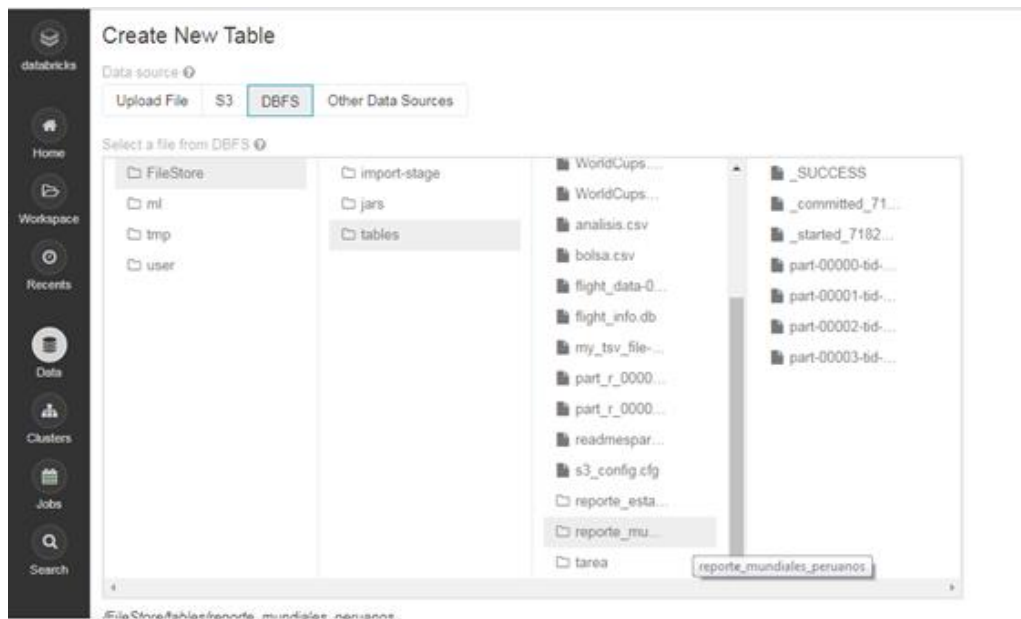 Create New Table
databricks
Data source
Upload File S3 DBFS Other Data Sources
Home
Select a file from DBFS
FileStore
ml
tmp
user
import-stage
jars
tables
WorldCups....
WorldCups...
analisis.csv
bolsa.csv
flight_data-0...
flight_info.db
my_tsv_file-...
part_r_0000...
part_r_0000...
readmespar...
s3_config.cfg
reporte_esta...
reporte_mu...
tarea
_SUCCESS
_committed_71...
_started_7182...
part-00000-tid-...
part-00001-tid-...
part-00002-tid-...
part-00003-tid-...
reporte_mundiales_peruanos
Workspace
Recents
Data
Clusters
Jobs
Search
/FileStore/tables/reporte_mundiales_peruanos